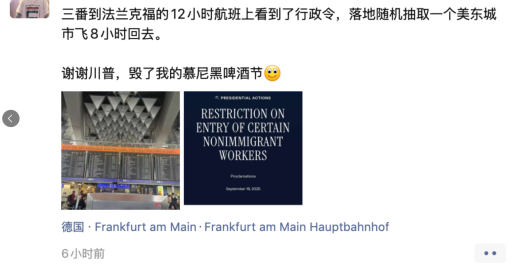 三番到法兰克福的12小时航班上看到了行政令，落地随机抽取一个美东城
市飞8小时回去。
谢谢川普，毁了我的慕尼黑啤酒节🙂
PRESIDENTIAL ACTIONS
RESTRICTION ON
ENTRY OF CERTAIN
NONIMMIGRANT
WORKERS
Proclamations
September 19, 2025
德国 · Frankfurt am Main · Frankfurt am Main Hauptbahnhof
6小时前